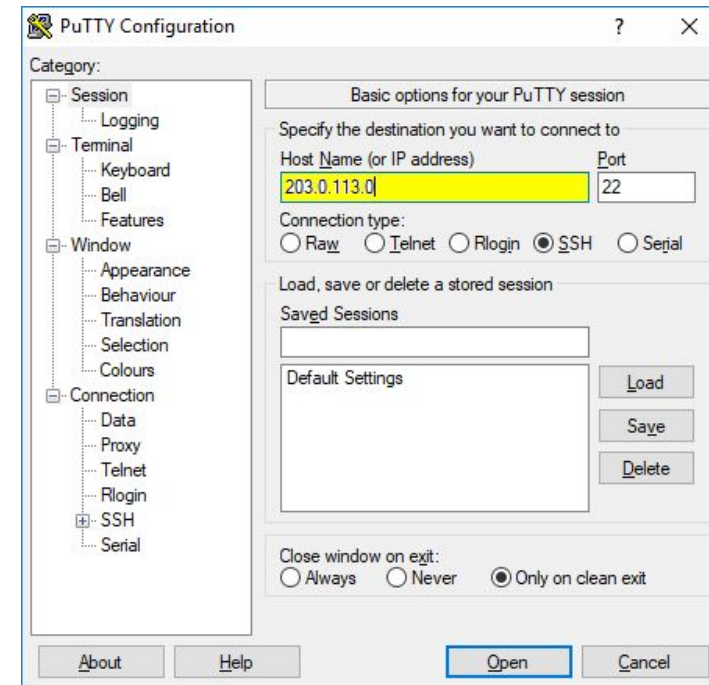 PuTTY Configuration
?
Category:
Session
Logging
Terminal
Keyboard
Bell
Features
Window
Appearance
Behaviour
Translation
Selection
Colours
Connection
Data
Proxy
Telnet
Rlogin
SSH
Serial
Basic options for your PuTTY session
Specify the destination you want to connect to
Host Name (or IP address) Port
203.0.113.0 22
Connection type:
Raw Telnet Rlogin SSH Serial
Load, save or delete a stored session
Saved Sessions
Default Settings
Load
Save
Delete
Close window on exit:
Always Never Only on clean exit
About Help Open Cancel